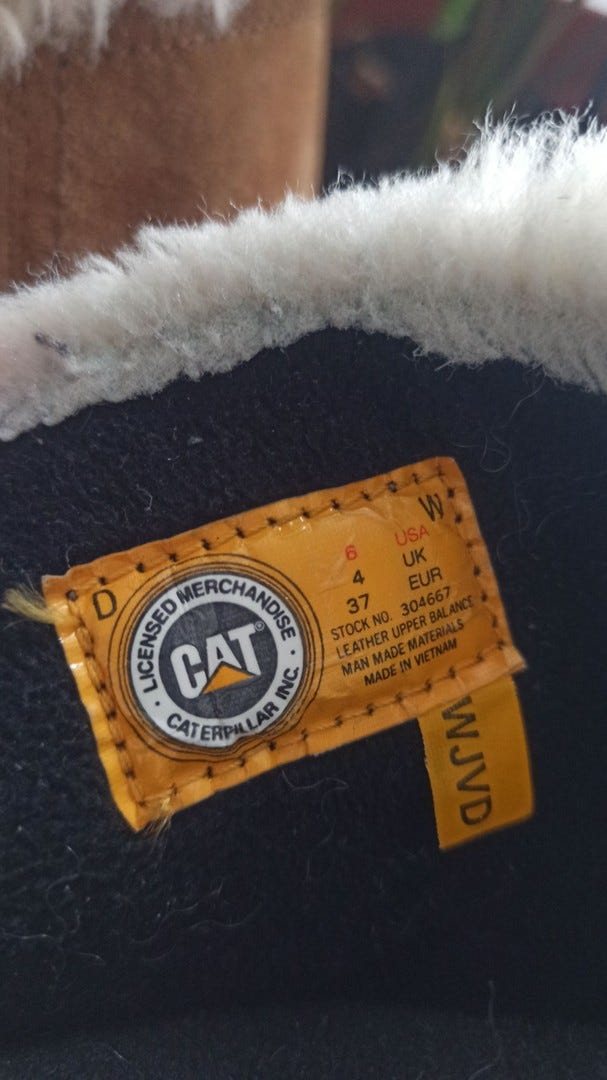 D
W
LICENSED MERCHANDISE
CAT®
CATERPILLAR INC.
6 USA
4 UK
37 EUR
STOCK NO. 304667
LEATHER UPPER BALANCE
MAN MADE MATERIALS
MADE IN VIETNAM
WJVD